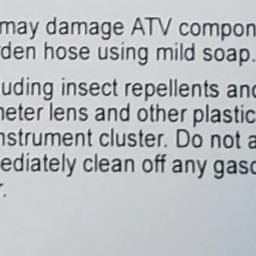 may damage ATV compon
den hose using mild soap.
uding insect repellents and
neter lens and other plastic
nstrument cluster. Do not a
ediately clean off any gaso
r.